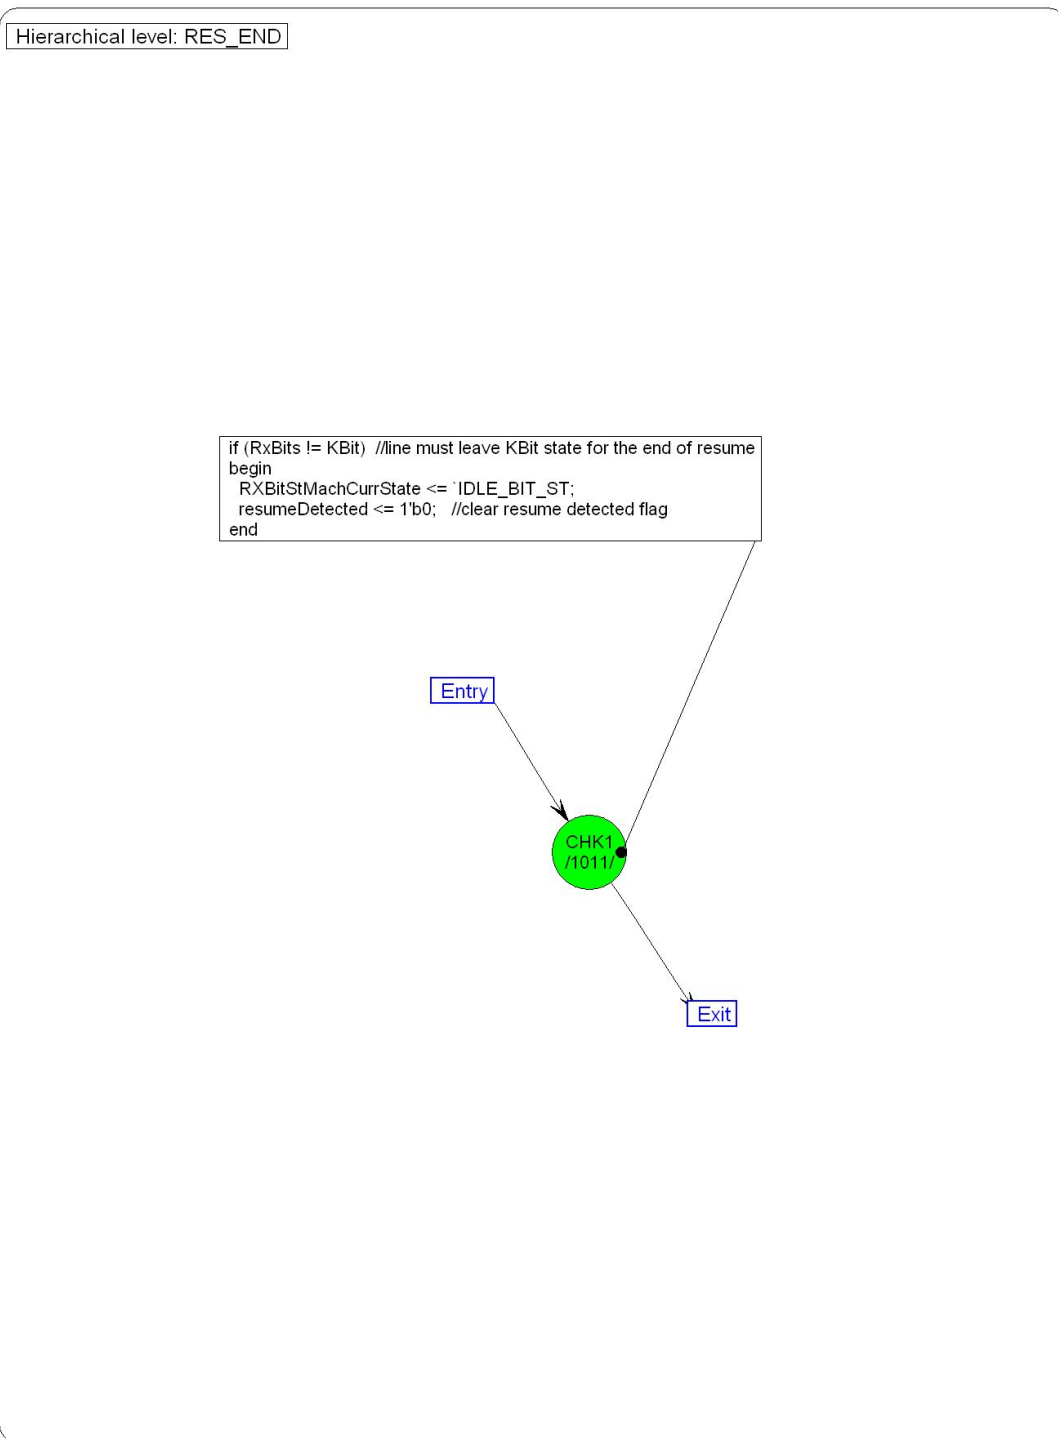 Hierarchical level: RES_END
if (RxBits != KBit)  //line must leave KBit state for the end of resume
begin
  RXBitStMachCurrState <= `IDLE_BIT_ST;
  resumeDetected <= 1'b0;   //clear resume detected flag
end
Entry
CHK1
/1011/
Exit